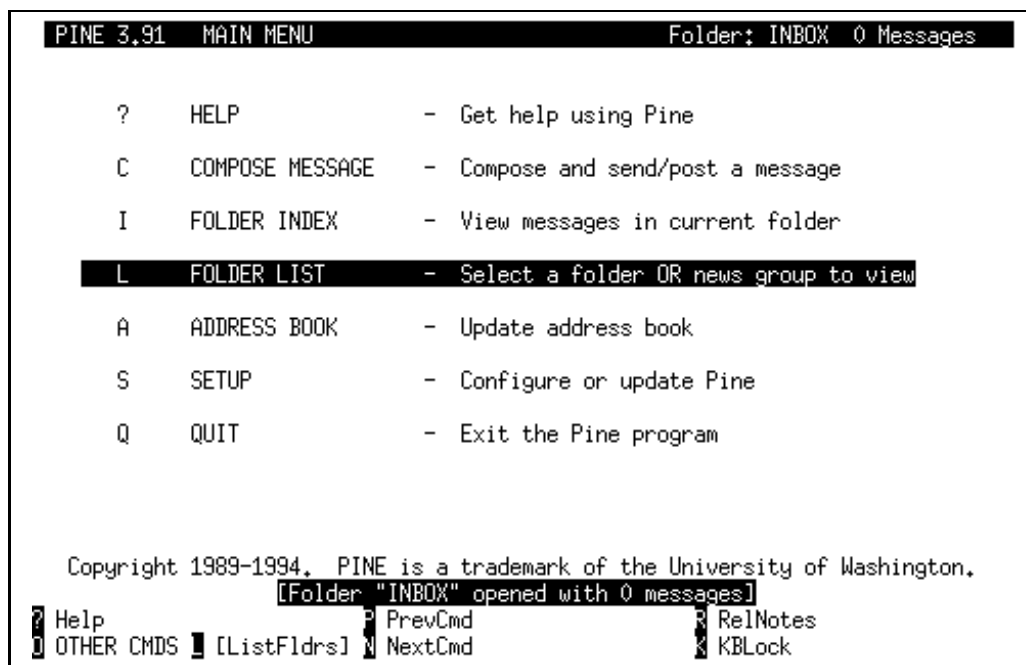 PINE 3.91 MAIN MENU Folder: INBOX 0 Messages
? HELP - Get help using Pine
C COMPOSE MESSAGE - Compose and send/post a message
I FOLDER INDEX - View messages in current folder
L FOLDER LIST - Select a folder OR news group to view
A ADDRESS BOOK - Update address book
S SETUP - Configure or update Pine
Q QUIT - Exit the Pine program
Copyright 1989-1994. PINE is a trademark of the University of Washington.
[Folder "INBOX" opened with 0 messages]
? Help P PrevCmd R RelNotes
O OTHER CMDS L [ListFldrs] N NextCmd K KBLock